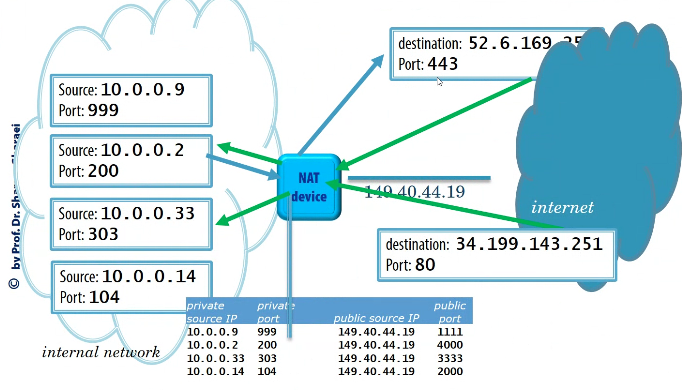 destination: 52.6.169
Port: 443
Source: 10.0.0.9
Port: 999
Source: 10.0.0.2
Port: 200
NAT
device
149.40.44.19
Source: 10.0.0.33
Port: 303
internet
destination: 34.199.143.251
Port: 80
Source: 10.0.0.14
Port: 104
internal network
private source IP private port public source IP public port
10.0.0.9 999 149.40.44.19 1111
10.0.0.2 200 149.40.44.19 4000
10.0.0.33 303 149.40.44.19 3333
10.0.0.14 104 149.40.44.19 2000
© by Prof. Dr.